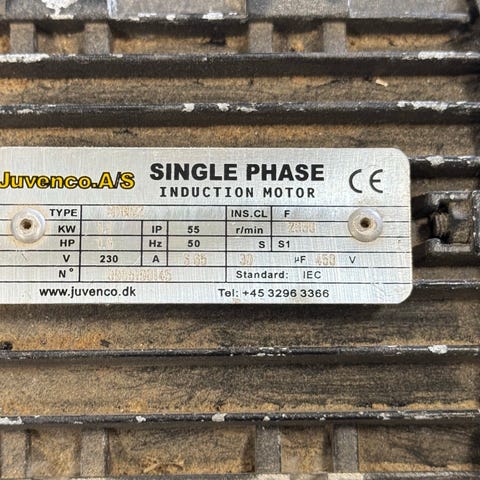 Juvenco.A/S SINGLE PHASE
INDUCTION MOTOR
CE
TYPE INS.CL F
KW IP 55 r/min
HP Hz 50 S S1
V 230 A 30 µF 450 V
N° Standard: IEC
www.juvenco.dk Tel: +45 3296 3366